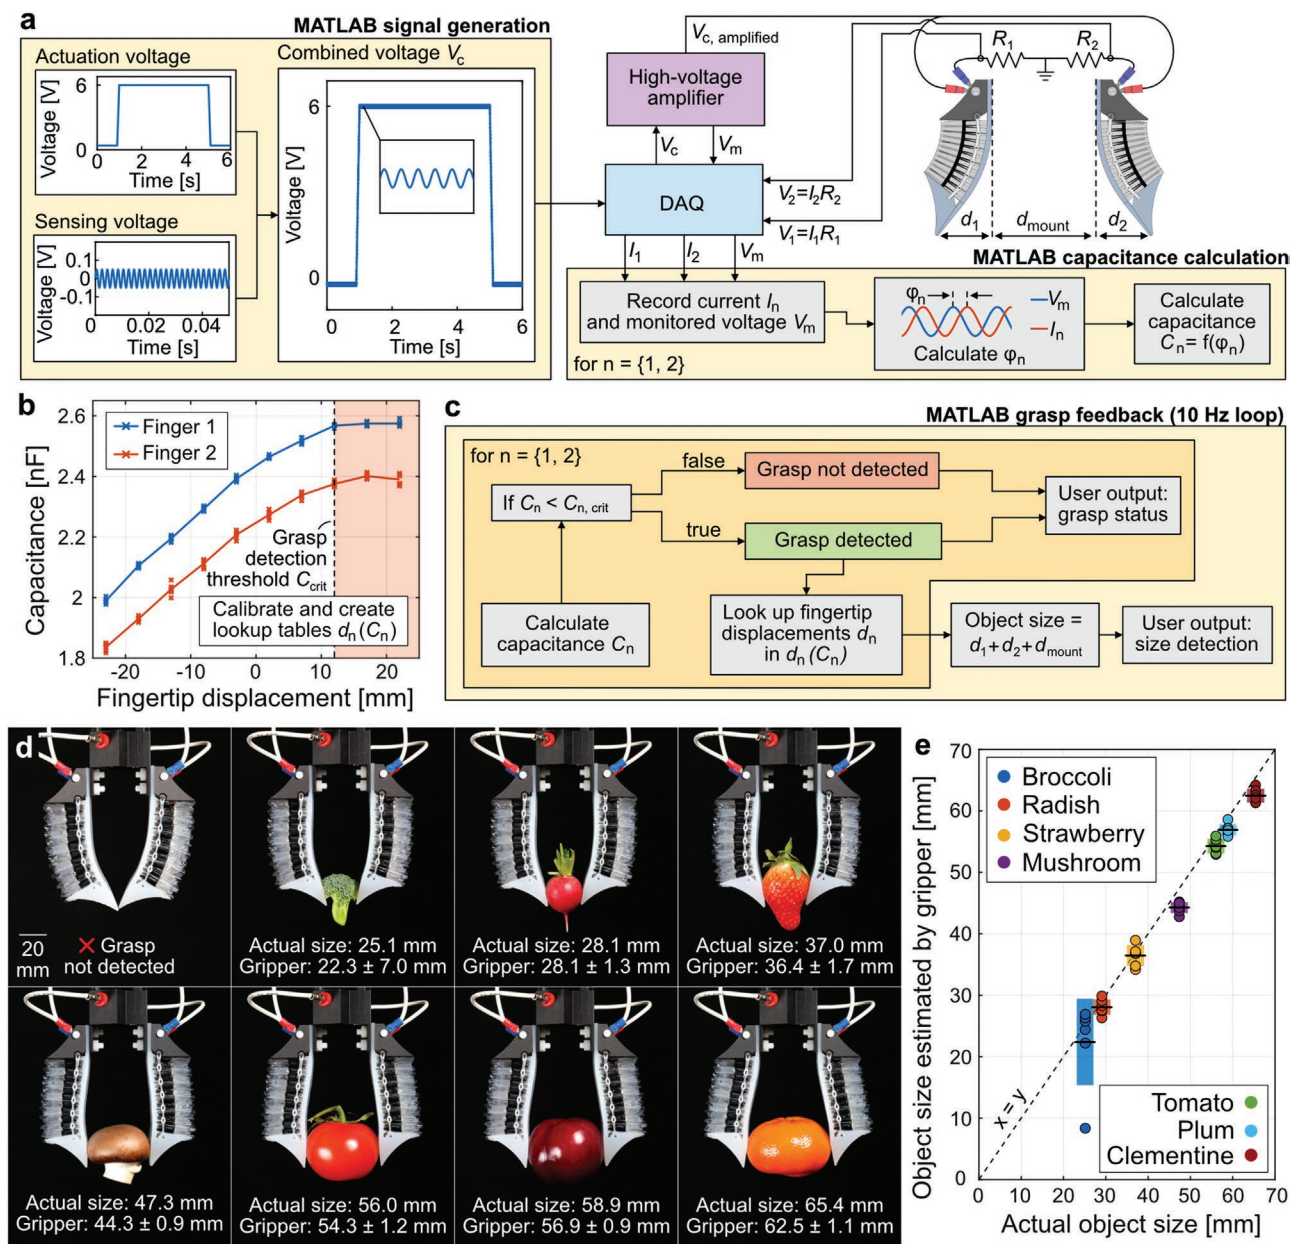 a
MATLAB signal generation
Actuation voltage
Voltage [V]
6
0
0 2 4 6
Time [s]
Sensing voltage
Voltage [V]
0.1
0
-0.1
0 0.02 0.04
Time [s]
Combined voltage Vc
Voltage [V]
6
0
0 2 4 6
Time [s]
Vc, amplified
High-voltage
amplifier
Vc
Vm
DAQ
V2=I2R2
V1=I1R1
I1
I2
Vm
R1
R2
d1
dmount
d2
MATLAB capacitance calculation
Record current In
and monitored voltage Vm
for n = {1, 2}
φn
Vm
In
Calculate φn
Calculate
capacitance
Cn= f(φn)
b
Capacitance [nF]
2.6
2.4
2.2
2
1.8
Finger 1
Finger 2
Grasp
detection
threshold Ccrit
Calibrate and create
lookup tables dn(Cn)
-20 -10 0 10 20
Fingertip displacement [mm]
c
MATLAB grasp feedback (10 Hz loop)
for n = {1, 2}
If Cn < Cn, crit
false
true
Grasp not detected
Grasp detected
User output:
grasp status
Calculate
capacitance Cn
Look up fingertip
displacements dn
in dn(Cn)
Object size =
d1+d2+dmount
User output:
size detection
d
20
mm
× Grasp
not detected
Actual size: 25.1 mm
Gripper: 22.3 ± 7.0 mm
Actual size: 28.1 mm
Gripper: 28.1 ± 1.3 mm
Actual size: 37.0 mm
Gripper: 36.4 ± 1.7 mm
Actual size: 47.3 mm
Gripper: 44.3 ± 0.9 mm
Actual size: 56.0 mm
Gripper: 54.3 ± 1.2 mm
Actual size: 58.9 mm
Gripper: 56.9 ± 0.9 mm
Actual size: 65.4 mm
Gripper: 62.5 ± 1.1 mm
e
Object size estimated by gripper [mm]
70
60
50
40
30
20
10
0
Broccoli
Radish
Strawberry
Mushroom
x = y
Tomato
Plum
Clementine
0 10 20 30 40 50 60 70
Actual object size [mm]